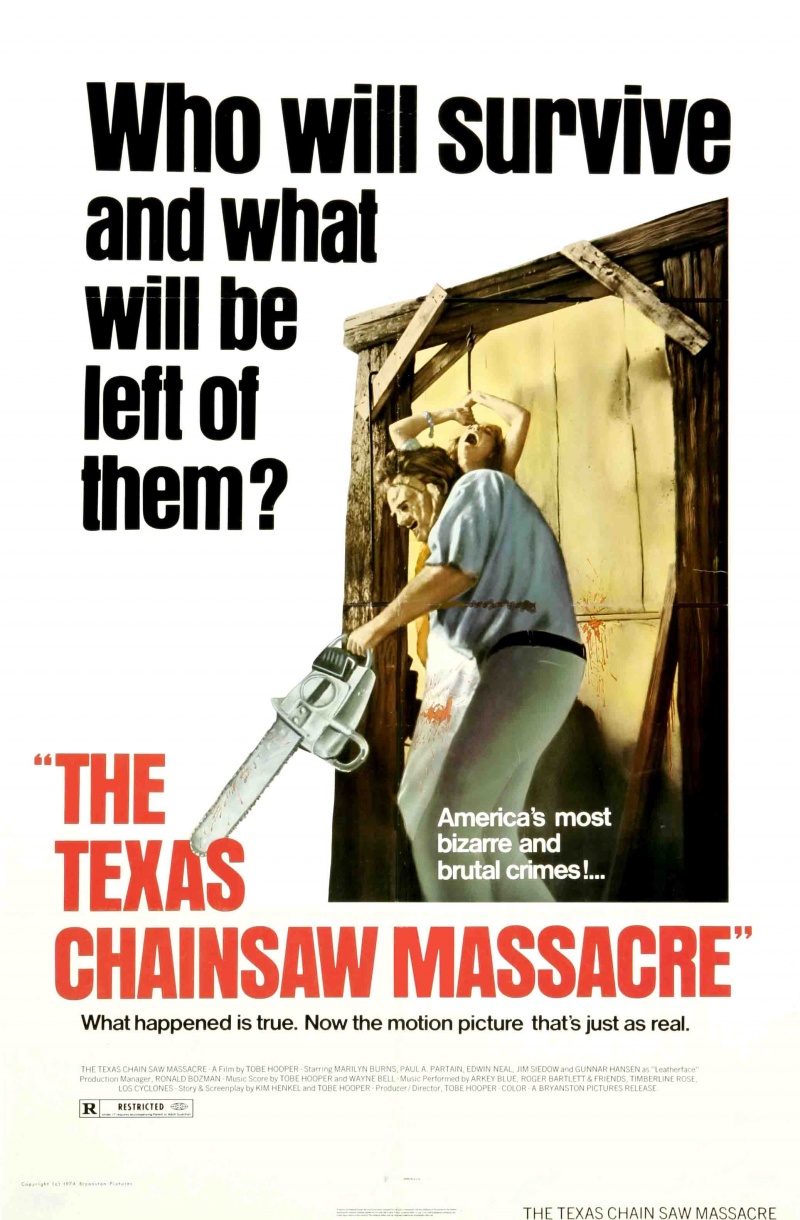 Who will survive
and what
will be
left of
them?
America's most
bizarre and
brutal crimes!...
“THE
TEXAS
CHAINSAW MASSACRE”
What happened is true. Now the motion picture that's just as real.
THE TEXAS CHAIN SAW MASSACRE · A Film by TOBE HOOPER · Starring MARILYN BURNS, PAUL A. PARTAIN, EDWIN NEAL, JIM SIEDOW and GUNNAR HANSEN as "Leatherface"
Production Manager, RONALD BOZMAN · Music Score by TOBE HOOPER and WAYNE BELL · Music Performed by ARKEY BLUE, ROGER BARTLETT & FRIENDS, TIMBERLINE ROSE,
LOS CYCLONES · Story & Screenplay by KIM HENKEL and TOBE HOOPER · Producer/Director, TOBE HOOPER · COLOR · A BRYANSTON PICTURES RELEASE
R RESTRICTED
Copyright (c) 1974 Bryanston Pictures
THE TEXAS CHAIN SAW MASSACRE